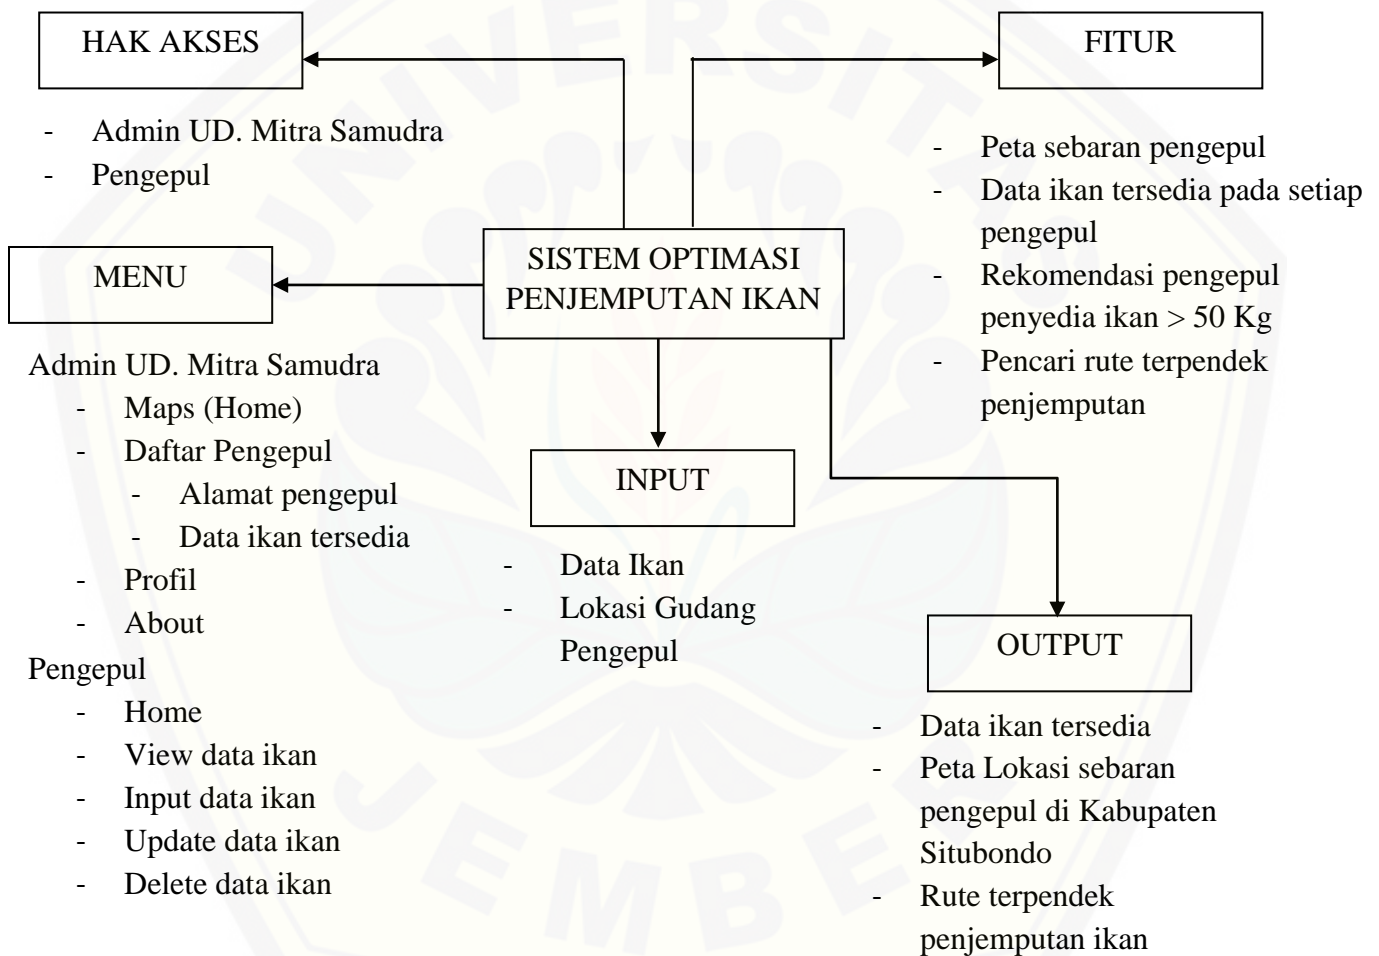 HAK AKSES
- Admin UD. Mitra Samudra
- Pengepul
FITUR
- Peta sebaran pengepul
- Data ikan tersedia pada setiap
pengepul
- Rekomendasi pengepul
penyedia ikan > 50 Kg
- Pencari rute terpendek
penjemputan
SISTEM OPTIMASI
PENJEMPUTAN IKAN
MENU
Admin UD. Mitra Samudra
- Maps (Home)
- Daftar Pengepul
- Alamat pengepul
- Data ikan tersedia
- Profil
- About
Pengepul
- Home
- View data ikan
- Input data ikan
- Update data ikan
- Delete data ikan
INPUT
- Data Ikan
- Lokasi Gudang
Pengepul
OUTPUT
- Data ikan tersedia
- Peta Lokasi sebaran
pengepul di Kabupaten
Situbondo
- Rute terpendek
penjemputan ikan
UNIVERSITAS
JEMBER